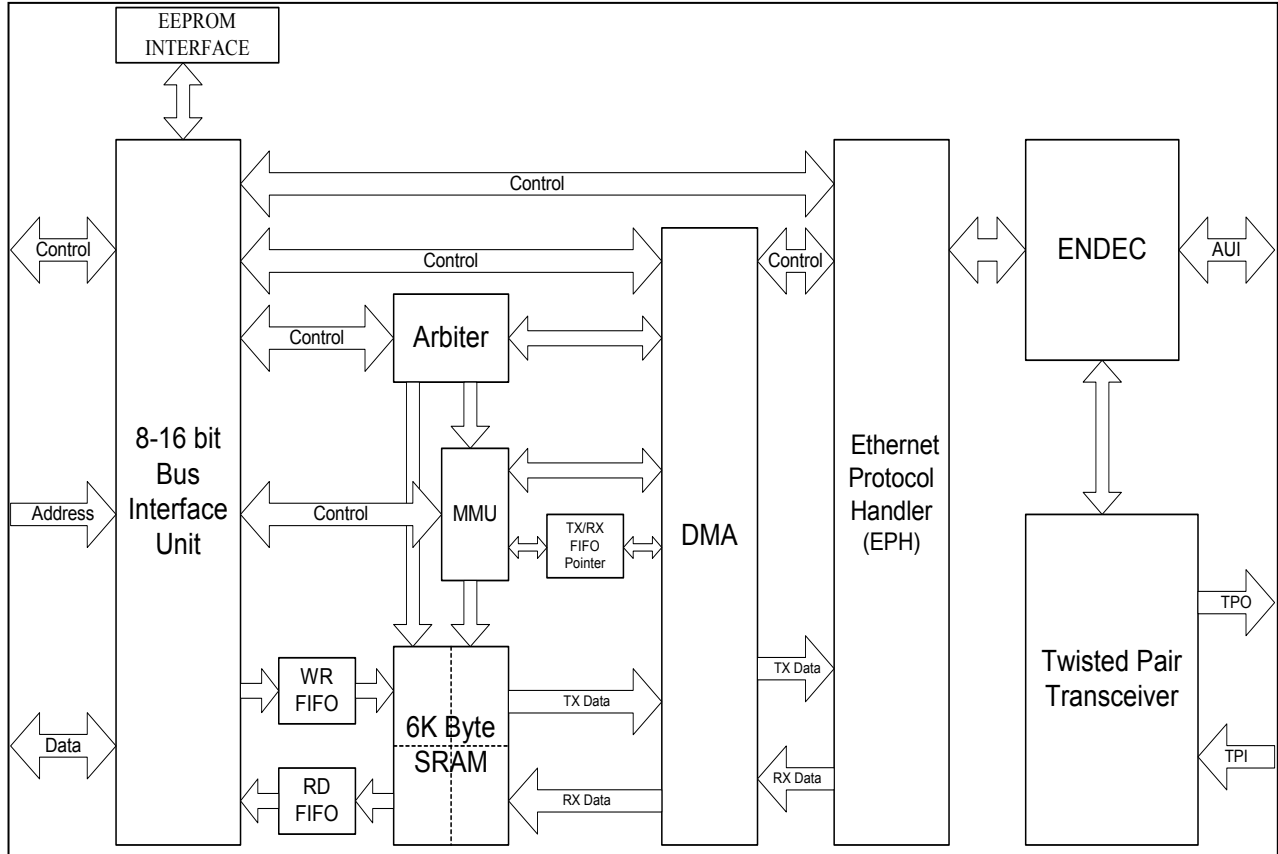 EEPROM
INTERFACE
Control
Control
Control
Control
ENDEC
AUI
Control
Arbiter
8-16 bit
Bus
Interface
Unit
Address
Control
MMU
TX/RX
FIFO
Pointer
DMA
Ethernet
Protocol
Handler
(EPH)
TPO
WR
FIFO
TX Data
TX Data
Twisted Pair
Transceiver
Data
6K Byte
SRAM
TPI
RD
FIFO
RX Data
RX Data